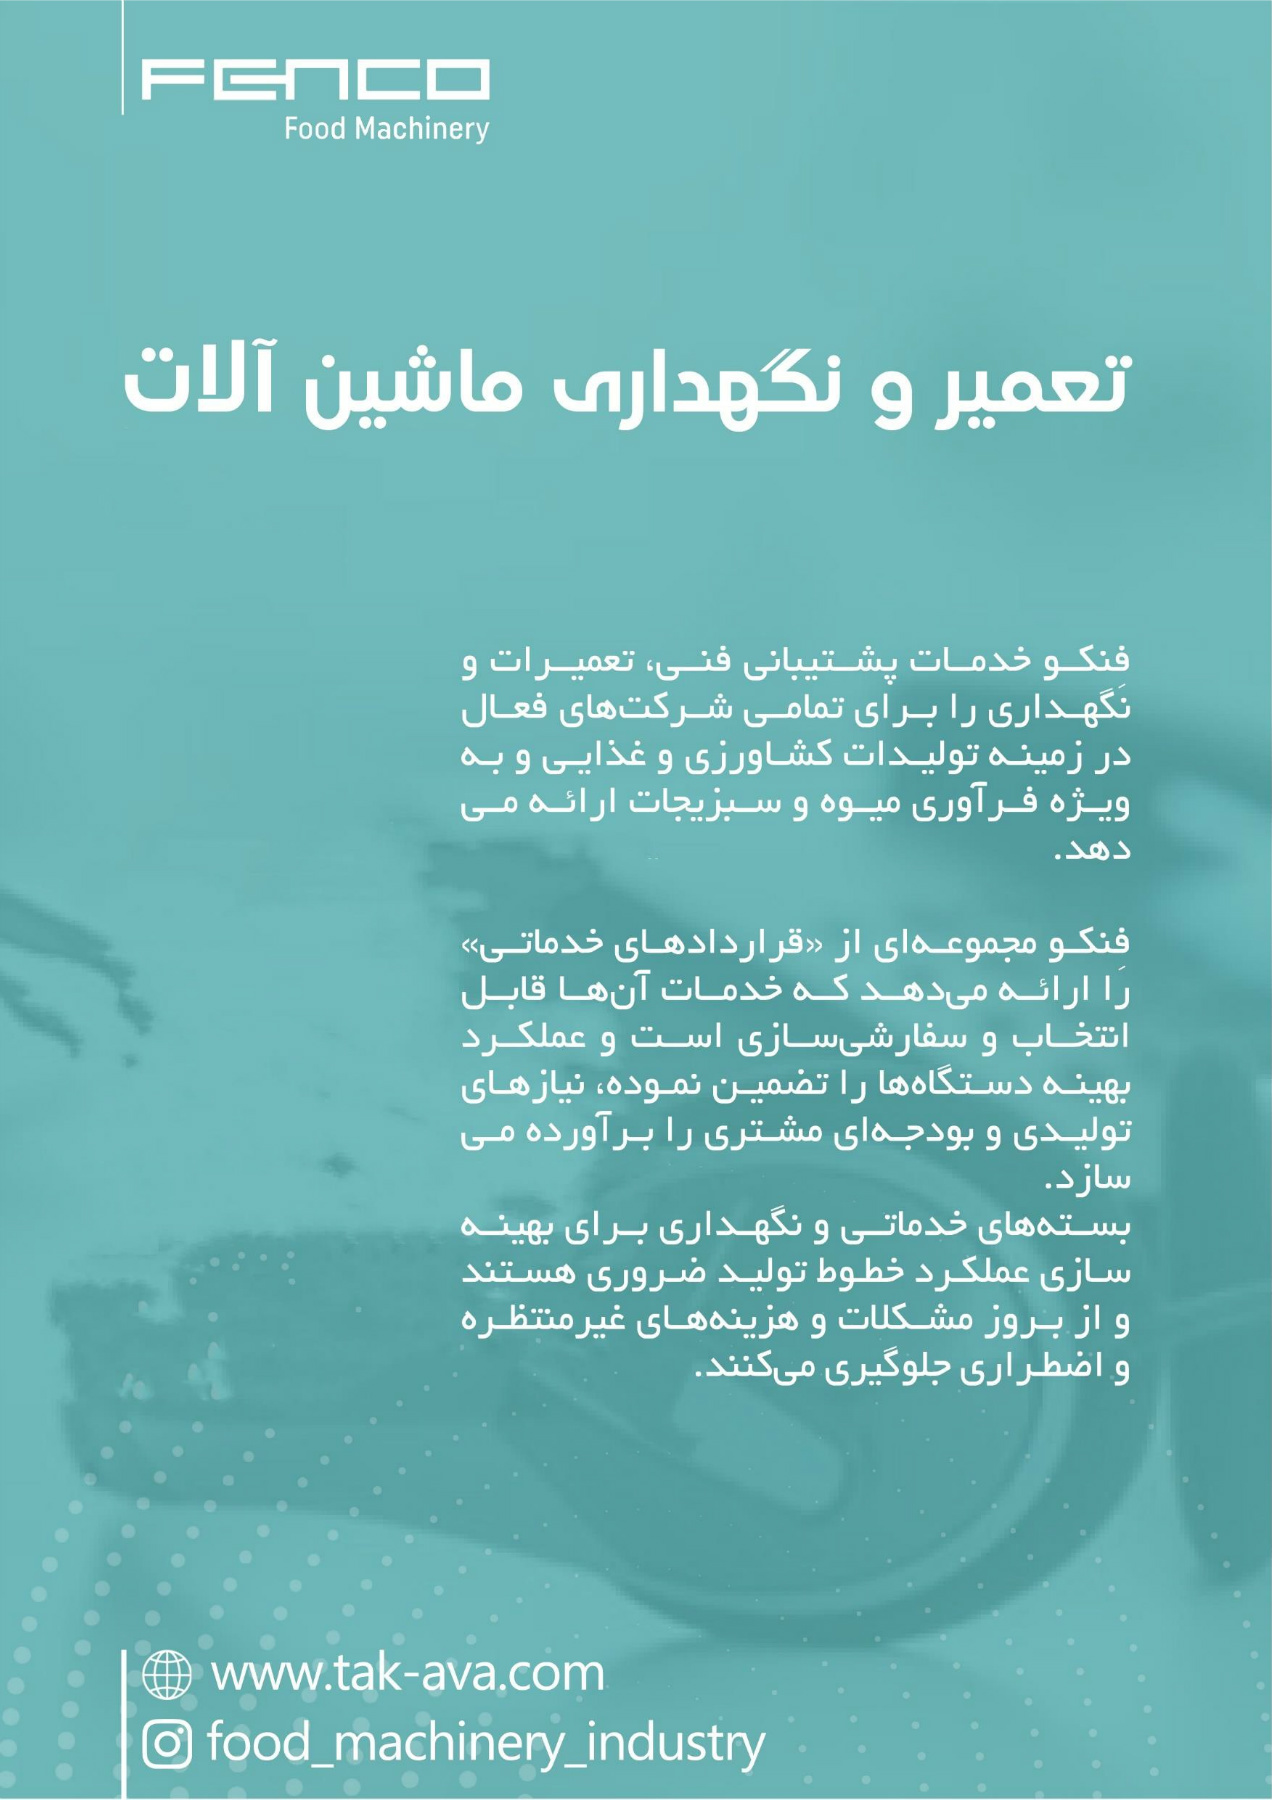 FENCO
Food Machinery
تعمیر و نگهداری ماشین آلات
فنکو خدمات پشتیبانی فنی، تعمیرات و
نگهداری را برای تمامی شرکت‌های فعال
در زمینه تولیدات کشاورزی و غذایی و به
ویژه فرآوری میوه و سبزیجات ارائه می
دهد.
فنکو مجموعه‌ای از «قراردادهای خدماتی»
را ارائه می‌دهد که خدمات آن‌ها قابل
انتخاب و سفارشی‌سازی است و عملکرد
بهینه دستگاه‌ها را تضمین نموده، نیازهای
تولیدی و بودجه‌ای مشتری را برآورده می
سازد.
بسته‌های خدماتی و نگهداری برای بهینه
سازی عملکرد خطوط تولید ضروری هستند
و از بروز مشکلات و هزینه‌های غیرمنتظره
و اضطراری جلوگیری می‌کنند.
www.tak-ava.com
food_machinery_industry